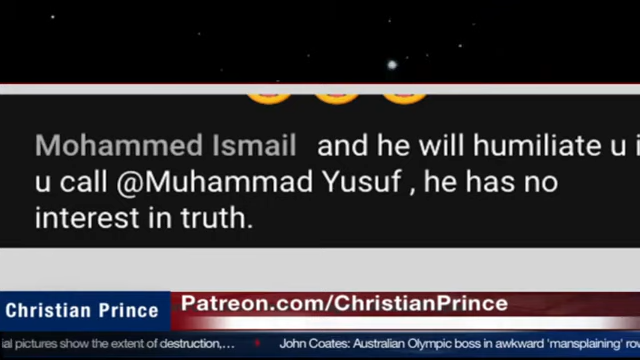 Mohammed Ismail and he will humiliate u i
u call @Muhammad Yusuf , he has no
interest in truth.
Christian Prince
Patreon.com/ChristianPrince
ial pictures show the extent of destruction,... John Coates: Australian Olympic boss in awkward 'mansplaining' rov